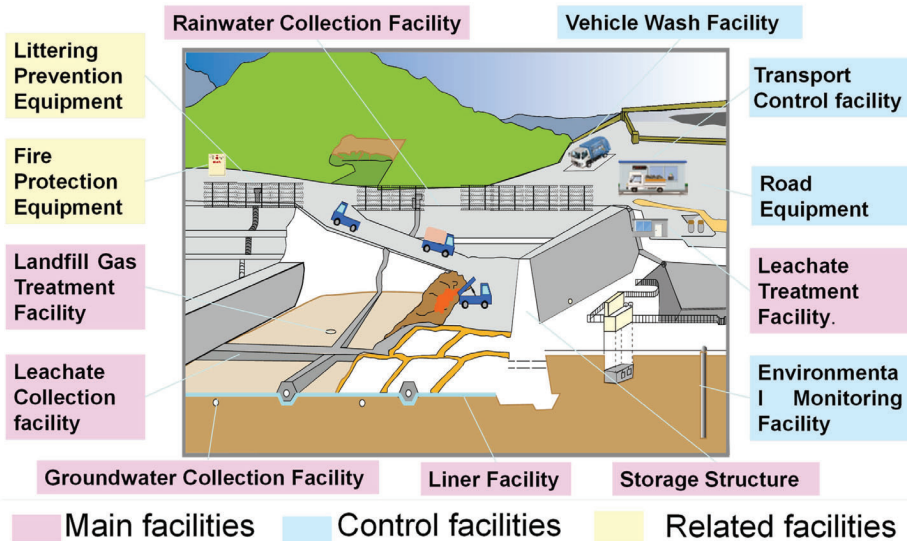 Rainwater Collection Facility
Vehicle Wash Facility
Littering
Prevention
Equipment
Transport
Control facility
Fire
Protection
Equipment
Road
Equipment
Landfill Gas
Treatment
Facility
Leachate
Treatment
Facility.
Leachate
Collection
facility
Environmenta
l Monitoring
Facility
Groundwater Collection Facility
Liner Facility
Storage Structure
Main facilities
Control facilities
Related facilities